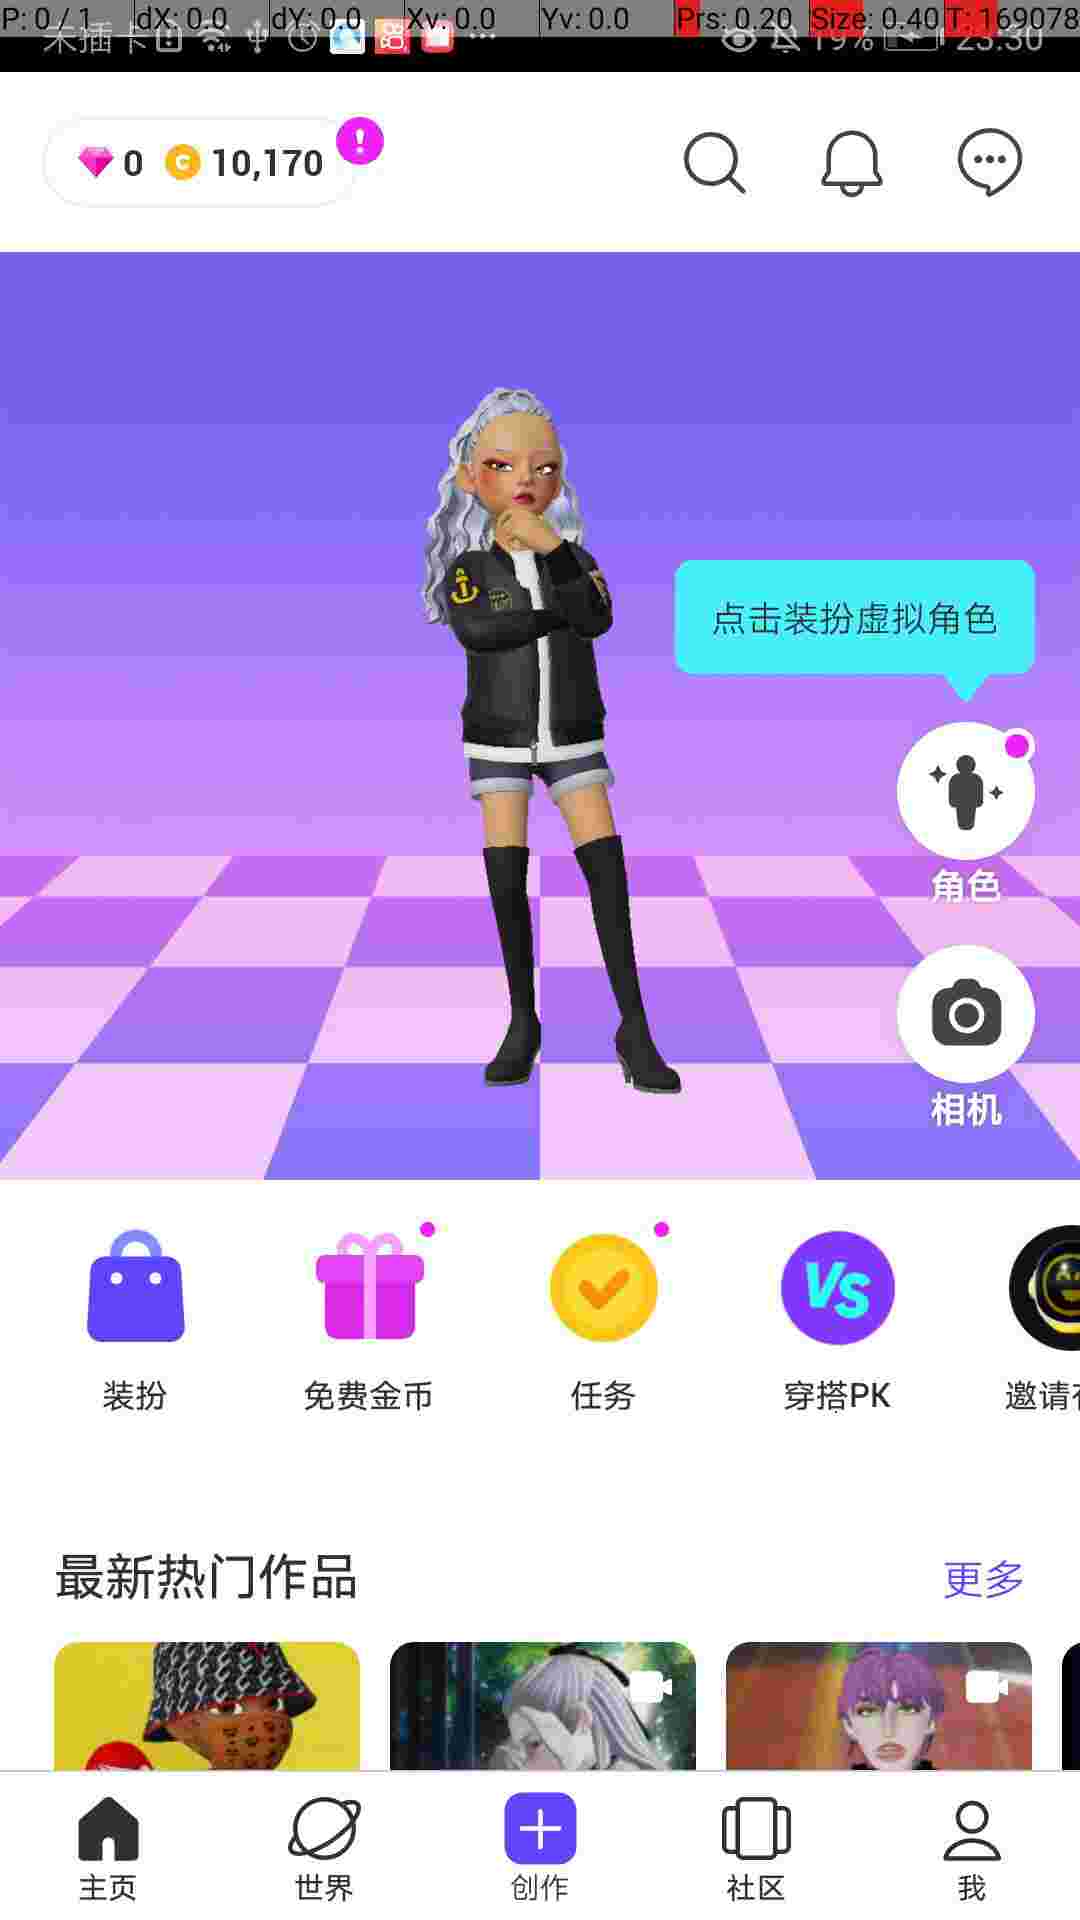 P: 0 / 1 dX: 0.0 dY: 0.0 Xv: 0.0 Yv: 0.0 Prs: 0.20 Size: 0.40 T: 169078
未插卡 19% 23:30
0 C 10,170 !
点击装扮虚拟角色
角色
相机
VS
装扮 免费金币 任务 穿搭PK 邀请
最新热门作品 更多
主页 世界 创作 社区 我